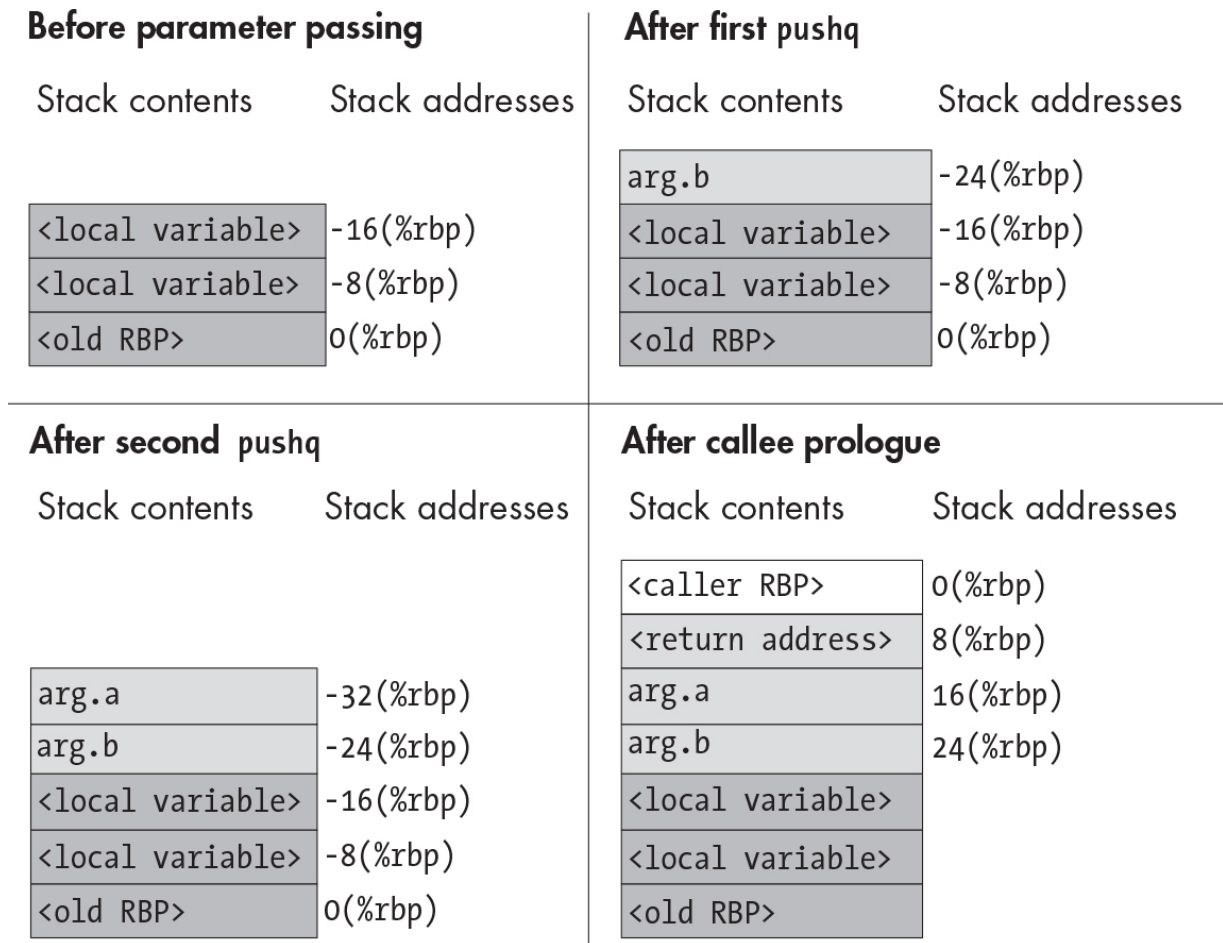 Before parameter passing
Stack contents Stack addresses
<local variable> -16(%rbp)
<local variable> -8(%rbp)
<old RBP> 0(%rbp)
After first pushq
Stack contents Stack addresses
arg.b -24(%rbp)
<local variable> -16(%rbp)
<local variable> -8(%rbp)
<old RBP> 0(%rbp)
After second pushq
Stack contents Stack addresses
arg.a -32(%rbp)
arg.b -24(%rbp)
<local variable> -16(%rbp)
<local variable> -8(%rbp)
<old RBP> 0(%rbp)
After callee prologue
Stack contents Stack addresses
<caller RBP> 0(%rbp)
<return address> 8(%rbp)
arg.a 16(%rbp)
arg.b 24(%rbp)
<local variable>
<local variable>
<old RBP>